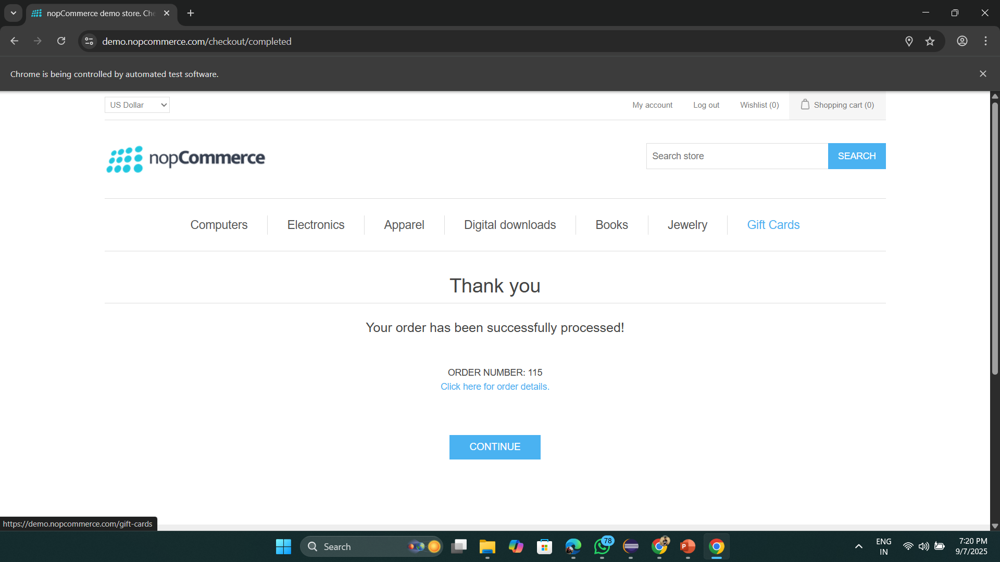 nopCommerce demo store. Che
demo.nopcommerce.com/checkout/completed
Chrome is being controlled by automated test software.
US Dollar
My account
Log out
Wishlist (0)
Shopping cart (0)
nopCommerce
Search store
SEARCH
Computers
Electronics
Apparel
Digital downloads
Books
Jewelry
Gift Cards
Thank you
Your order has been successfully processed!
ORDER NUMBER: 115
Click here for order details.
CONTINUE
https://demo.nopcommerce.com/gift-cards
Search
78
P
ENG
IN
7:20 PM
9/7/2025